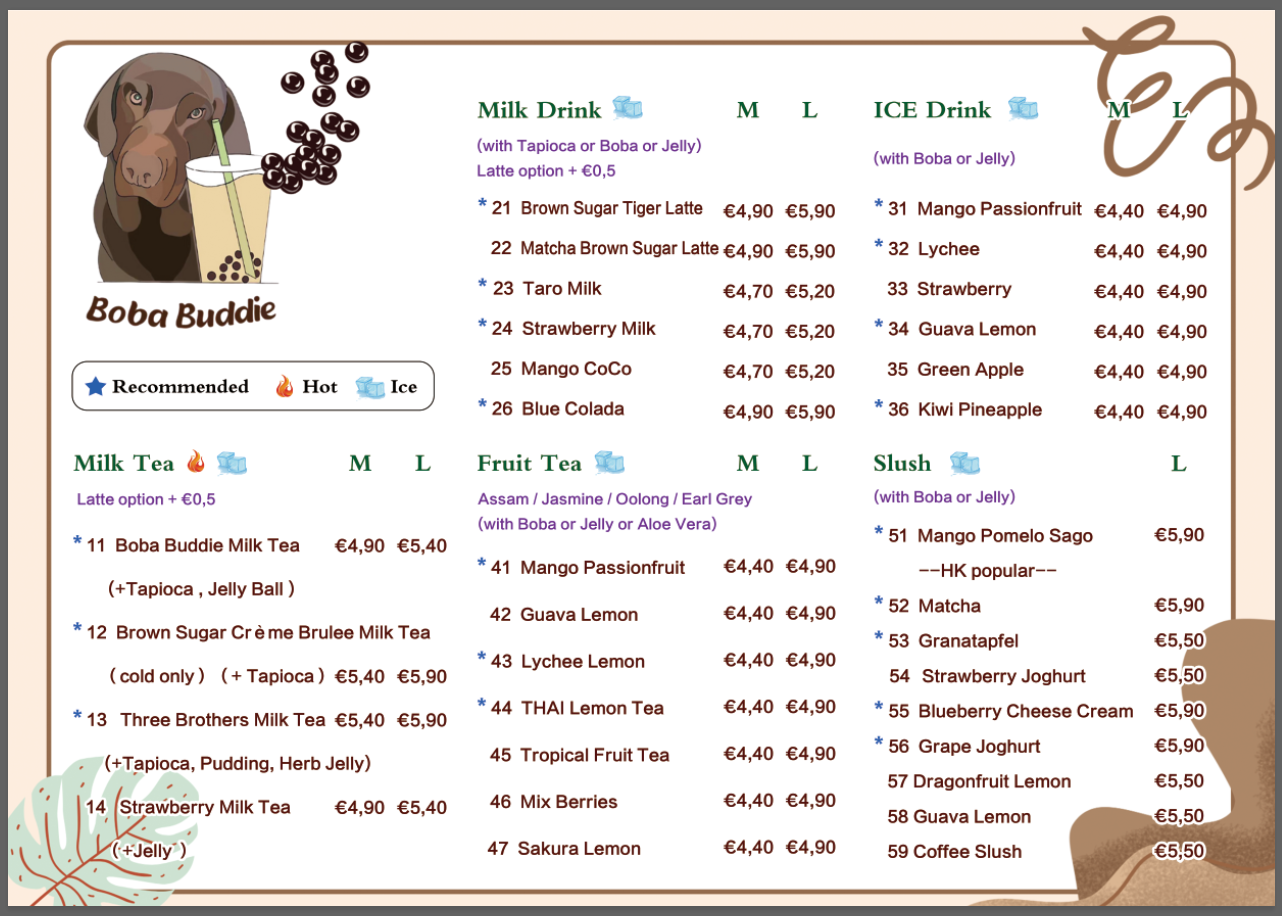 Boba Buddie
Recommended Hot Ice
Milk Drink M L
(with Tapioca or Boba or Jelly)
Latte option + €0,5
* 21 Brown Sugar Tiger Latte €4,90 €5,90
22 Matcha Brown Sugar Latte €4,90 €5,90
* 23 Taro Milk €4,70 €5,20
* 24 Strawberry Milk €4,70 €5,20
25 Mango CoCo €4,70 €5,20
* 26 Blue Colada €4,90 €5,90
ICE Drink M L
(with Boba or Jelly)
* 31 Mango Passionfruit €4,40 €4,90
* 32 Lychee €4,40 €4,90
33 Strawberry €4,40 €4,90
* 34 Guava Lemon €4,40 €4,90
35 Green Apple €4,40 €4,90
* 36 Kiwi Pineapple €4,40 €4,90
Milk Tea M L
Latte option + €0,5
* 11 Boba Buddie Milk Tea €4,90 €5,40
(+Tapioca , Jelly Ball )
* 12 Brown Sugar Crème Brulee Milk Tea
( cold only ) ( + Tapioca ) €5,40 €5,90
* 13 Three Brothers Milk Tea €5,40 €5,90
(+Tapioca, Pudding, Herb Jelly)
14 Strawberry Milk Tea €4,90 €5,40
( +Jelly )
Fruit Tea M L
Assam / Jasmine / Oolong / Earl Grey
(with Boba or Jelly or Aloe Vera)
* 41 Mango Passionfruit €4,40 €4,90
42 Guava Lemon €4,40 €4,90
* 43 Lychee Lemon €4,40 €4,90
* 44 THAI Lemon Tea €4,40 €4,90
45 Tropical Fruit Tea €4,40 €4,90
46 Mix Berries €4,40 €4,90
47 Sakura Lemon €4,40 €4,90
Slush L
(with Boba or Jelly)
* 51 Mango Pomelo Sago €5,90
--HK popular--
* 52 Matcha €5,90
* 53 Granatapfel €5,50
54 Strawberry Joghurt €5,50
* 55 Blueberry Cheese Cream €5,90
* 56 Grape Joghurt €5,90
57 Dragonfruit Lemon €5,50
58 Guava Lemon €5,50
59 Coffee Slush €5,50